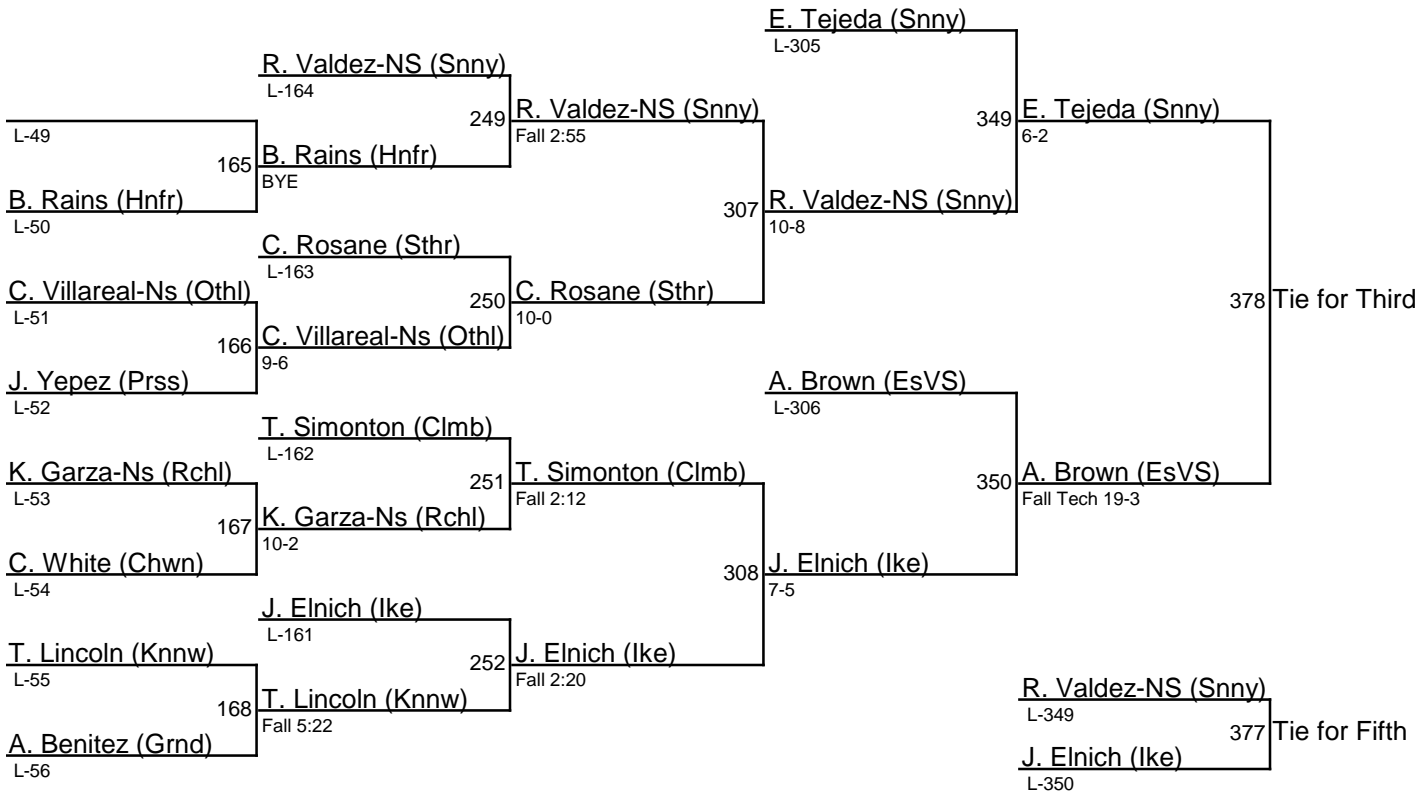 E. Tejeda (Snny)
L-305
R. Valdez-NS (Snny)
L-164
249
R. Valdez-NS (Snny)
Fall 2:55
349
E. Tejeda (Snny)
6-2
L-49
165
B. Rains (Hnfr)
BYE
B. Rains (Hnfr)
L-50
307
R. Valdez-NS (Snny)
10-8
C. Rosane (Sthr)
L-163
C. Villareal-Ns (Othl)
L-51
250
C. Rosane (Sthr)
10-0
378
Tie for Third
166
C. Villareal-Ns (Othl)
9-6
J. Yepez (Prss)
L-52
A. Brown (EsVS)
L-306
T. Simonton (Clmb)
L-162
K. Garza-Ns (Rchl)
L-53
251
T. Simonton (Clmb)
Fall 2:12
350
A. Brown (EsVS)
Fall Tech 19-3
167
K. Garza-Ns (Rchl)
10-2
C. White (Chwn)
L-54
308
J. Elnich (Ike)
7-5
J. Elnich (Ike)
L-161
T. Lincoln (Knnw)
L-55
252
J. Elnich (Ike)
Fall 2:20
168
T. Lincoln (Knnw)
Fall 5:22
R. Valdez-NS (Snny)
L-349
A. Benitez (Grnd)
L-56
377
Tie for Fifth
J. Elnich (Ike)
L-350